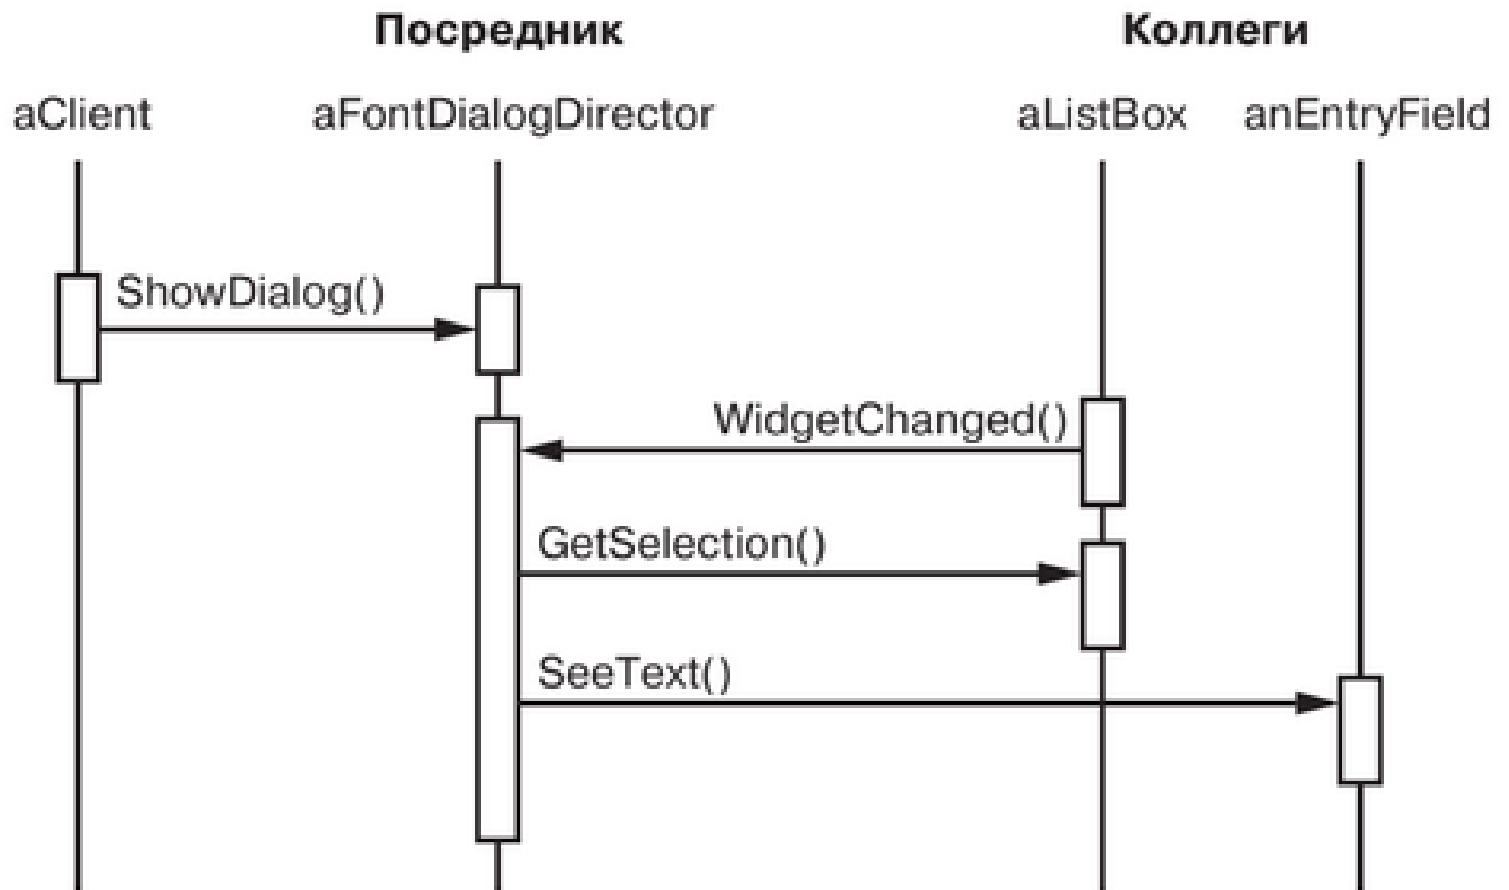 Посредник
Коллеги
aClient
aFontDialogDirector
aListBox
anEntryField
ShowDialog()
WidgetChanged()
GetSelection()
SeeText()